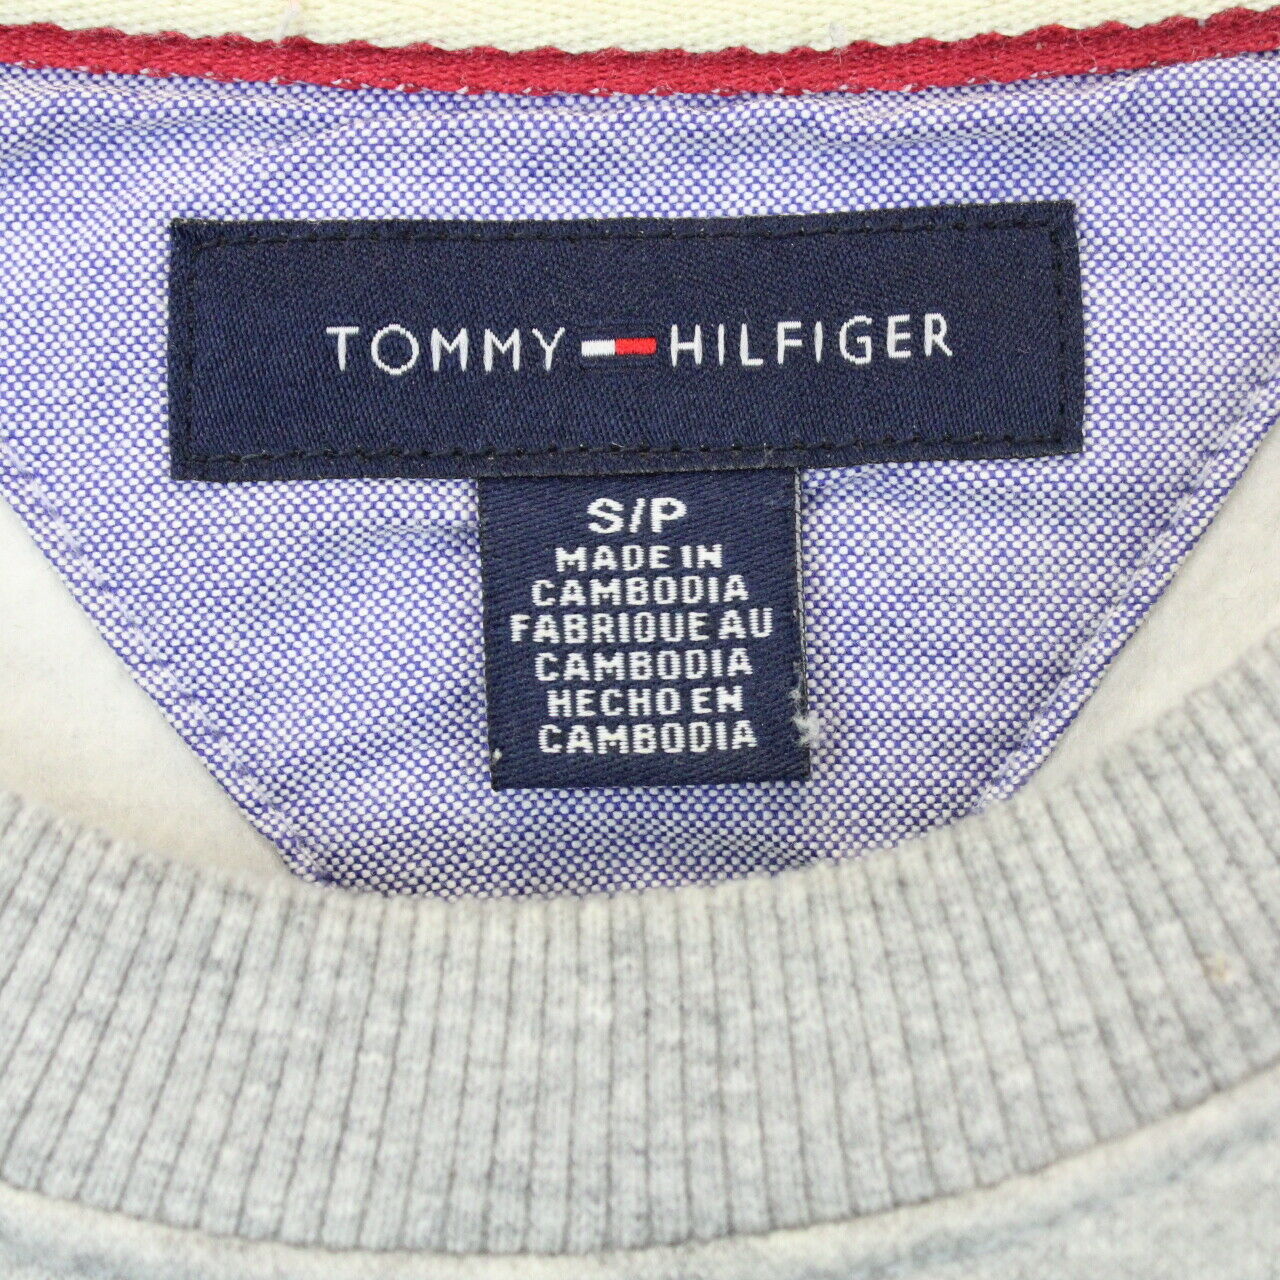 TOMMY HILFIGER
S/P
MADE IN
CAMBODIA
FABRIQUE AU
CAMBODIA
HECHO EN
CAMBODIA